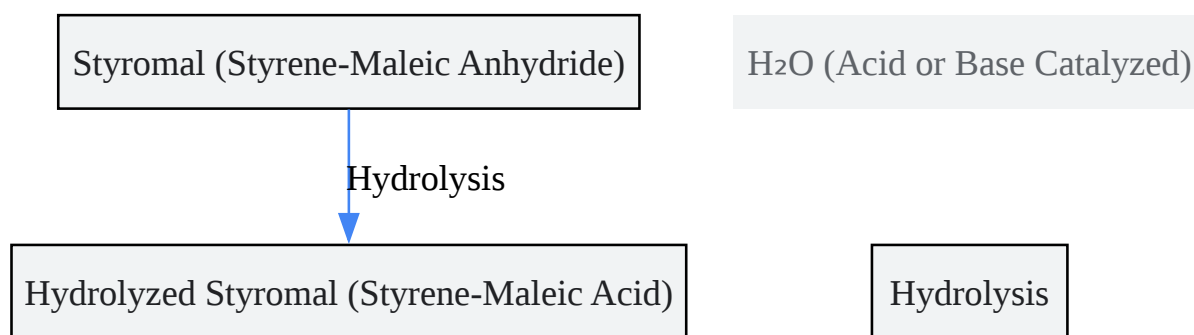 Styromal (Styrene-Maleic Anhydride)
H₂O (Acid or Base Catalyzed)
Hydrolysis
Hydrolyzed Styromal (Styrene-Maleic Acid)
Hydrolysis